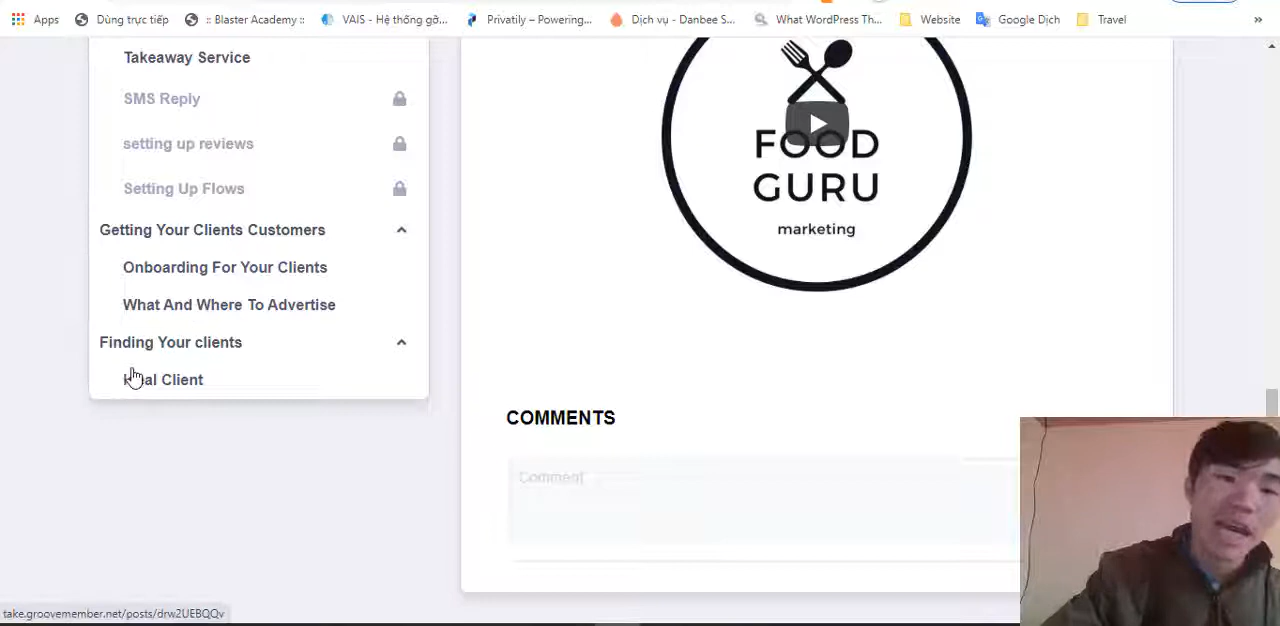 Apps
Dùng trực tiếp
:: Blaster Academy ::
VAIS - Hệ thống gỡ...
Privatily – Powering...
Dịch vụ - Danbee S...
What WordPress Th...
Website
Google Dịch
Travel
»
Takeaway Service
SMS Reply
setting up reviews
Setting Up Flows
Getting Your Clients Customers
Onboarding For Your Clients
What And Where To Advertise
Finding Your clients
Client
FOOD
GURU
marketing
COMMENTS
Comment
take.groovemember.net/posts/drw2UEBQQv